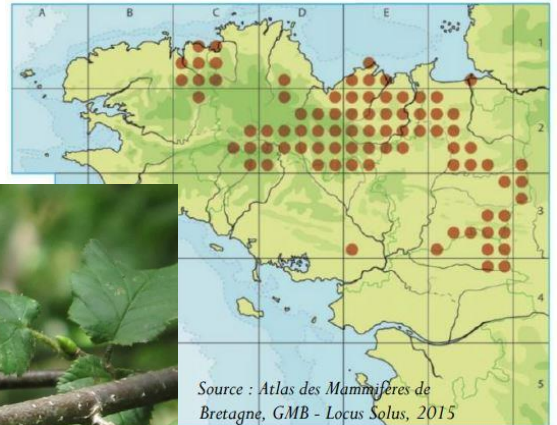 A B C D E
1
2
3
4
5
Source : Atlas des Mammifères de
Bretagne, GMB - Locus Solus, 2015